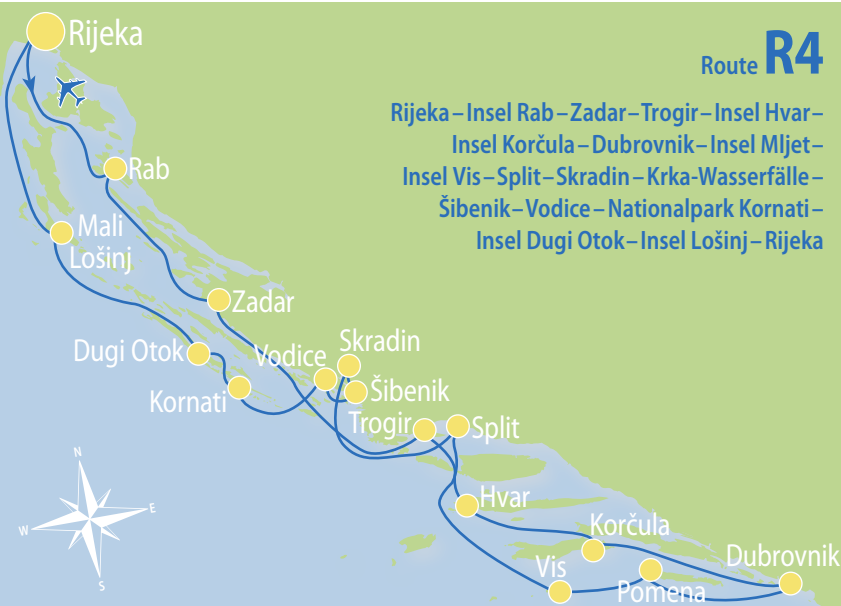 Rijeka
Route R4
Rijeka – Insel Rab – Zadar – Trogir – Insel Hvar –
Insel Korčula – Dubrovnik – Insel Mljet –
Insel Vis – Split – Skradin – Krka-Wasserfälle –
Šibenik – Vodice – Nationalpark Kornati –
Insel Dugi Otok – Insel Lošinj – Rijeka
Rab
Mali
Lošinj
Zadar
Dugi Otok
Kornati
Vodice
Skradin
Šibenik
Trogir
Split
Hvar
Korčula
Vis
Pomena
Dubrovnik
N
E
W
S